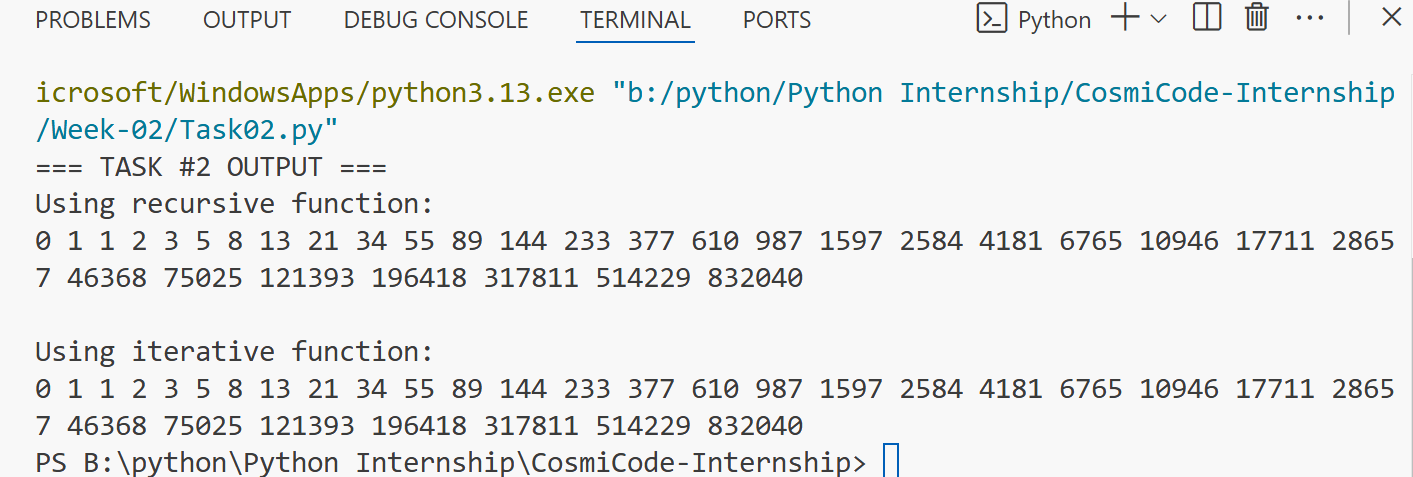 PROBLEMS OUTPUT DEBUG CONSOLE TERMINAL PORTS Python
icrosoft/WindowsApps/python3.13.exe "b:/python/Python Internship/CosmiCode-Internship
/Week-02/Task02.py"
=== TASK #2 OUTPUT ===
Using recursive function:
0 1 1 2 3 5 8 13 21 34 55 89 144 233 377 610 987 1597 2584 4181 6765 10946 17711 2865
7 46368 75025 121393 196418 317811 514229 832040
Using iterative function:
0 1 1 2 3 5 8 13 21 34 55 89 144 233 377 610 987 1597 2584 4181 6765 10946 17711 2865
7 46368 75025 121393 196418 317811 514229 832040
PS B:\python\Python Internship\CosmiCode-Internship>